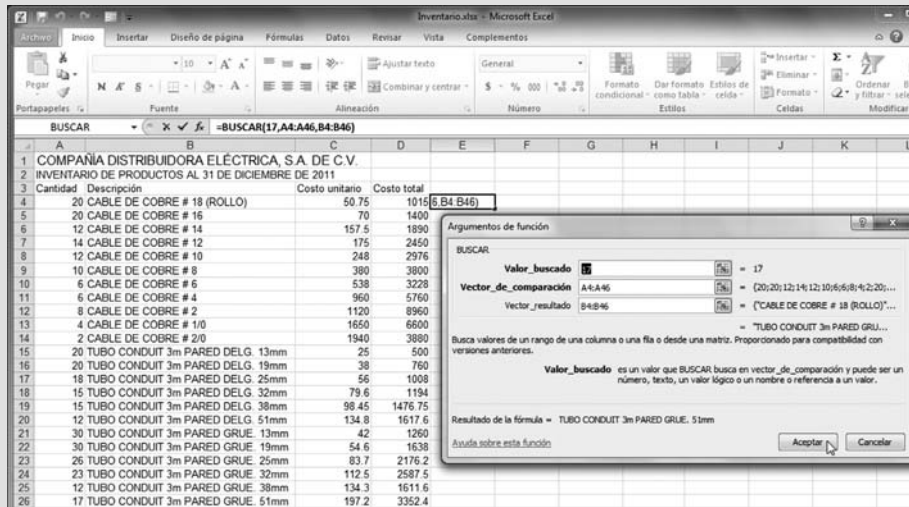 Inventario.xlsx - Microsoft Excel
Archivo Inicio Insertar Diseño de página Fórmulas Datos Revisar Vista Complementos
Pegar
Portapapeles
10 A A
N K S
Fuente
Ajustar texto
Combinar y centrar
Alineación
General
$ % 000
Número
Formato condicional
Dar formato como tabla
Estilos de celda
Estilos
Insertar
Eliminar
Formato
Celdas
Ordenar y filtrar
Modificar
BUSCAR fx =BUSCAR(17,A4:A46,B4:B46)
A B C D E F G H I J K
1 COMPAÑÍA DISTRIBUIDORA ELÉCTRICA, S.A. DE C.V.
2 INVENTARIO DE PRODUCTOS AL 31 DE DICIEMBRE DE 2011
3 Cantidad Descripción Costo unitario Costo total
4 20 CABLE DE COBRE # 18 (ROLLO) 50.75 1015 6,B4:B46)
5 20 CABLE DE COBRE # 16 70 1400
6 12 CABLE DE COBRE # 14 157.5 1890
7 14 CABLE DE COBRE # 12 175 2450
8 12 CABLE DE COBRE # 10 248 2976
9 10 CABLE DE COBRE # 8 380 3800
10 6 CABLE DE COBRE # 6 538 3228
11 6 CABLE DE COBRE # 4 960 5760
12 8 CABLE DE COBRE # 2 1120 8960
13 4 CABLE DE COBRE # 1/0 1650 6600
14 2 CABLE DE COBRE # 2/0 1940 3880
15 20 TUBO CONDUIT 3m PARED DELG. 13mm 25 500
16 20 TUBO CONDUIT 3m PARED DELG. 19mm 38 760
17 18 TUBO CONDUIT 3m PARED DELG. 25mm 56 1008
18 15 TUBO CONDUIT 3m PARED DELG. 32mm 79.6 1194
19 15 TUBO CONDUIT 3m PARED DELG. 38mm 98.45 1476.75
20 12 TUBO CONDUIT 3m PARED DELG. 51mm 134.8 1617.6
21 30 TUBO CONDUIT 3m PARED GRUE. 13mm 42 1260
22 30 TUBO CONDUIT 3m PARED GRUE. 19mm 54.6 1638
23 26 TUBO CONDUIT 3m PARED GRUE. 25mm 83.7 2176.2
24 23 TUBO CONDUIT 3m PARED GRUE. 32mm 112.5 2587.5
25 12 TUBO CONDUIT 3m PARED GRUE. 38mm 134.3 1611.6
26 17 TUBO CONDUIT 3m PARED GRUE. 51mm 197.2 3352.4
Argumentos de función
BUSCAR
Valor_buscado 17 = 17
Vector_de_comparación A4:A46 = {20;20;12;14;12;10;6;6;8;4;2;20;...
Vector_resultado B4:B46 = {"CABLE DE COBRE # 18 (ROLLO)"...
= "TUBO CONDUIT 3m PARED GRU...
Busca valores de un rango de una columna o una fila o desde una matriz. Proporcionado para compatibilidad con
versiones anteriores.
Valor_buscado es un valor que BUSCAR busca en vector_de_comparación y puede ser un
número, texto, un valor lógico o un nombre o referencia a un valor.
Resultado de la fórmula = TUBO CONDUIT 3m PARED GRUE. 51mm
Ayuda sobre esta función
Aceptar Cancelar